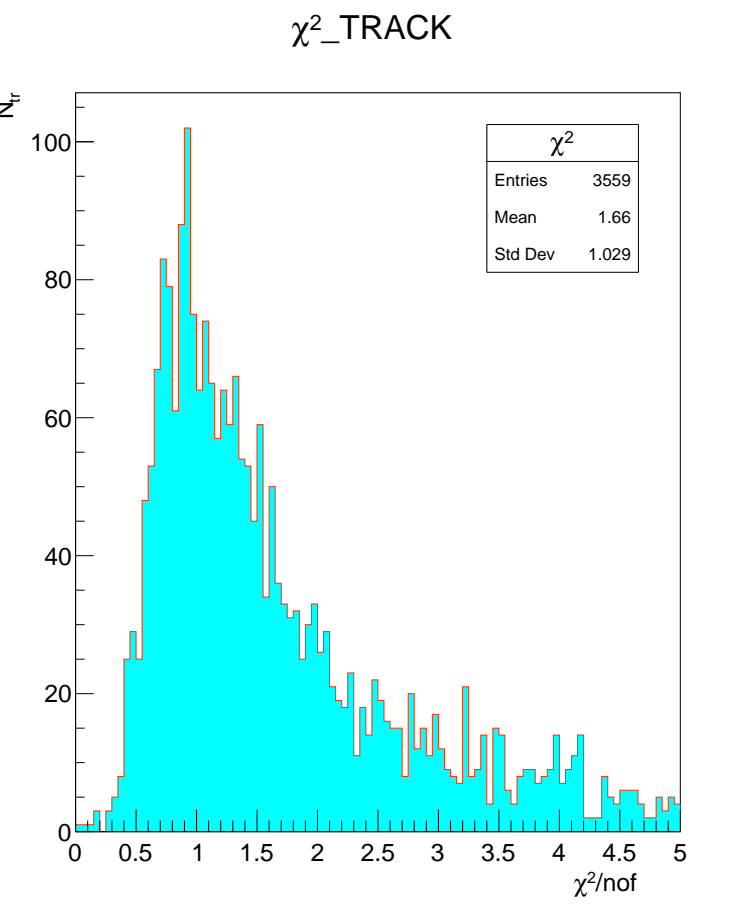 χ²_TRACK
N_tr
100
80
60
40
20
0
χ²
Entries 3559
Mean 1.66
Std Dev 1.029
0 0.5 1 1.5 2 2.5 3 3.5 4 4.5 5
χ²/nof